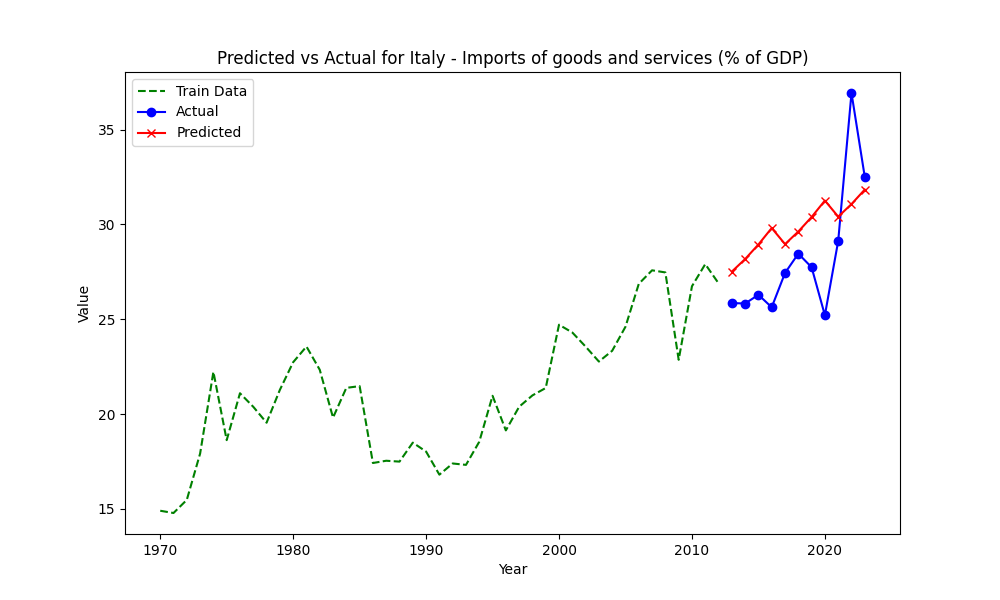 Predicted vs Actual for Italy - Imports of goods and services (% of GDP)
Train Data
Actual
Predicted
Value
35
30
25
20
15
1970 1980 1990 2000 2010 2020
Year